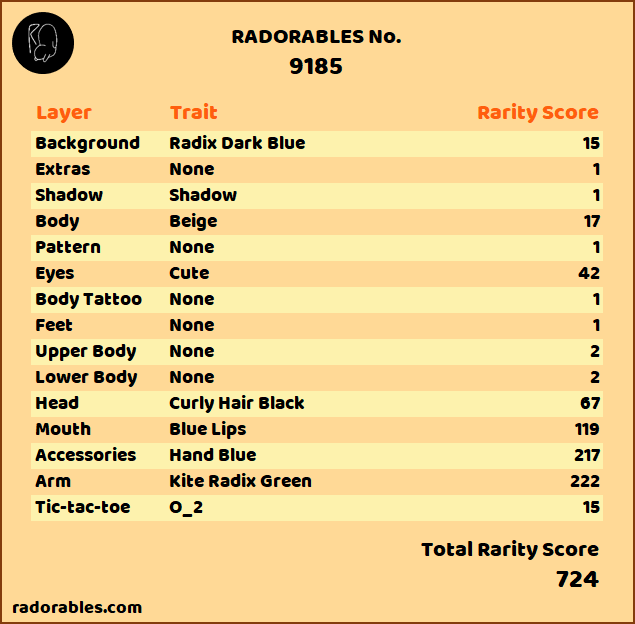 RADORABLES No.
9185
Layer Trait Rarity Score
Background Radix Dark Blue 15
Extras None 1
Shadow Shadow 1
Body Beige 17
Pattern None 1
Eyes Cute 42
Body Tattoo None 1
Feet None 1
Upper Body None 2
Lower Body None 2
Head Curly Hair Black 67
Mouth Blue Lips 119
Accessories Hand Blue 217
Arm Kite Radix Green 222
Tic-tac-toe O_2 15
Total Rarity Score
724
radorables.com